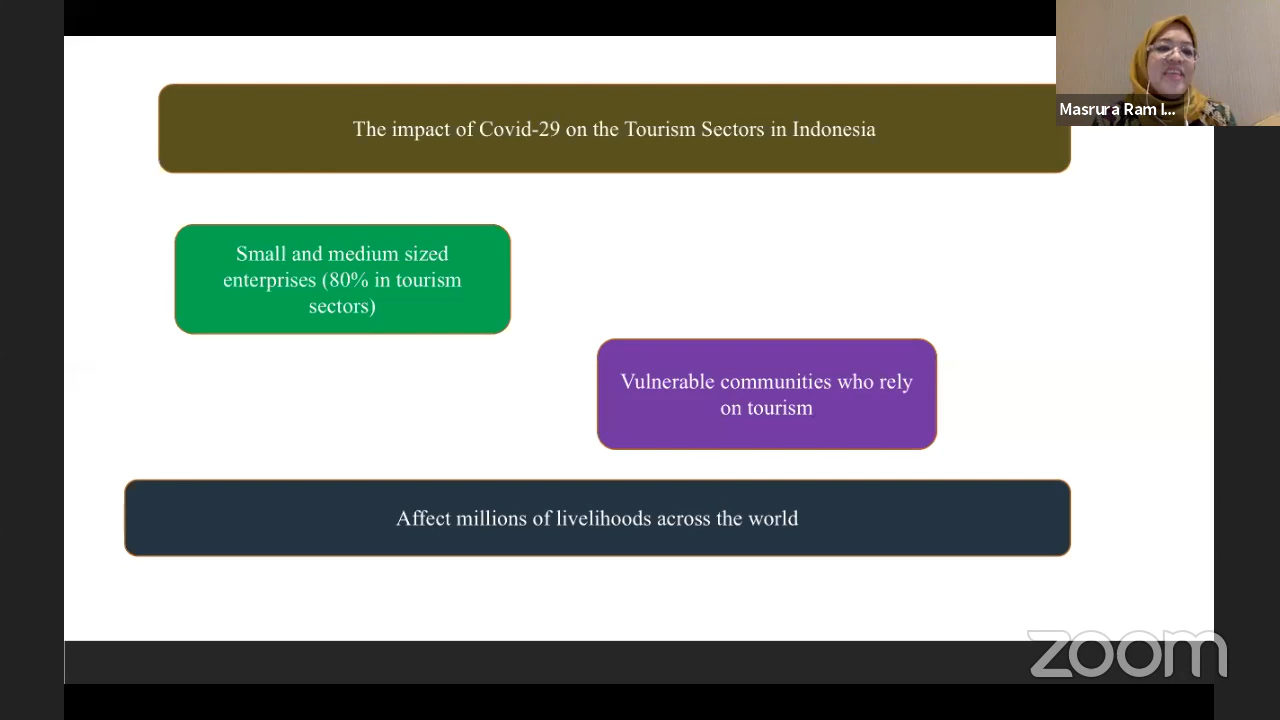 The impact of Covid-29 on the Tourism Sectors in Indonesia
Masrura Ram I...
Small and medium sized
enterprises (80% in tourism
sectors)
Vulnerable communities who rely
on tourism
Affect millions of livelihoods across the world
zoom